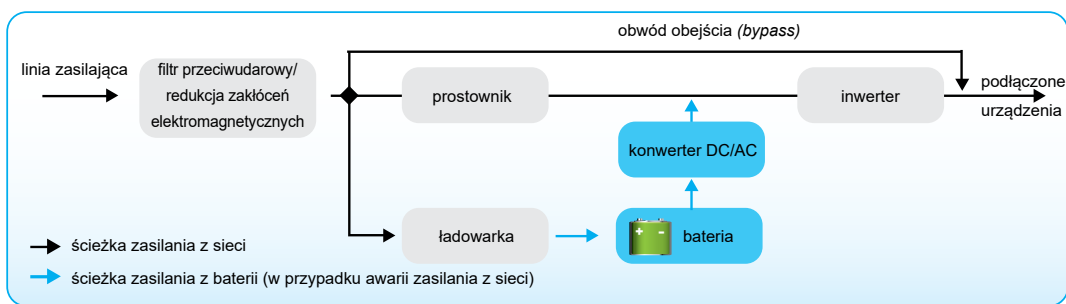 obwód obejścia (bypass)
linia zasilająca
filtr przeciwudarowy/
redukcja zakłóceń
elektromagnetycznych
prostownik
inwerter
podłączone
urządzenia
konwerter DC/AC
ładowarka
+ -
bateria
ścieżka zasilania z sieci
ścieżka zasilania z baterii (w przypadku awarii zasilania z sieci)